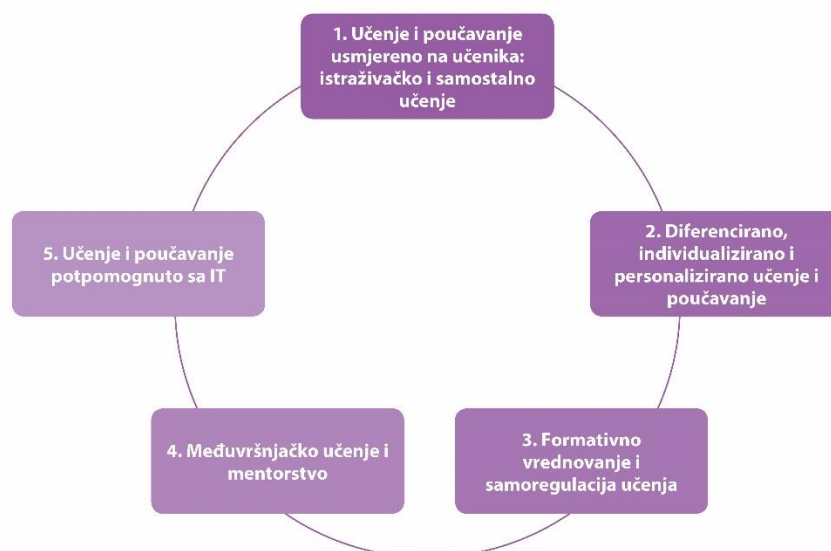 1. Učenje i poučavanje
usmjereno na učenika:
istraživačko i samostalno
učenje
2. Diferencirano,
individualizirano i
personalizirano učenje i
poučavanje
3. Formativno
vrednovanje i
samoregulacija učenja
4. Međuvršnjačko učenje i
mentorstvo
5. Učenje i poučavanje
potpomognuto sa IT